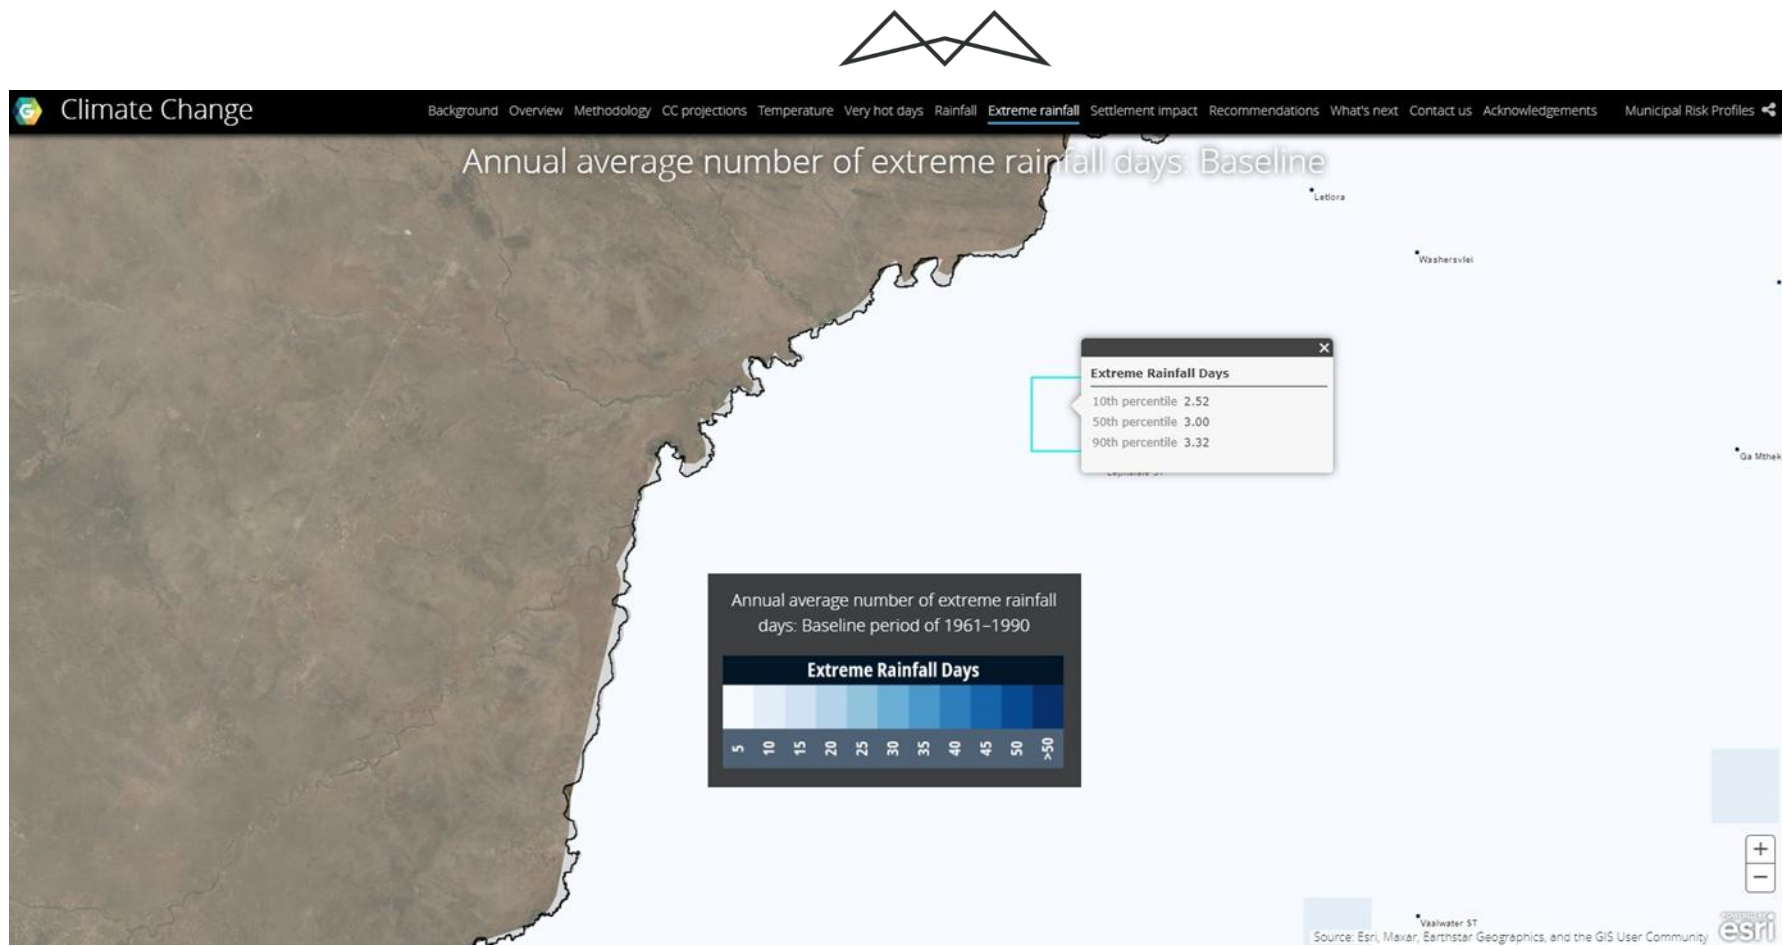 Climate Change
Background Overview Methodology CC projections Temperature Very hot days Rainfall Extreme rainfall Settlement impact Recommendations What's next Contact us Acknowledgements Municipal Risk Profiles
Annual average number of extreme rainfall days: Baseline
Letlora
Washersvlei
×
Extreme Rainfall Days
10th percentile 2.52
50th percentile 3.00
90th percentile 3.32
Ga Mthek
Annual average number of extreme rainfall
days: Baseline period of 1961–1990
Extreme Rainfall Days
5 10 15 20 25 30 35 40 45 50 >50
+
−
Vaalwater ST
Source: Esri, Maxar, Earthstar Geographics, and the GIS User Community
esri